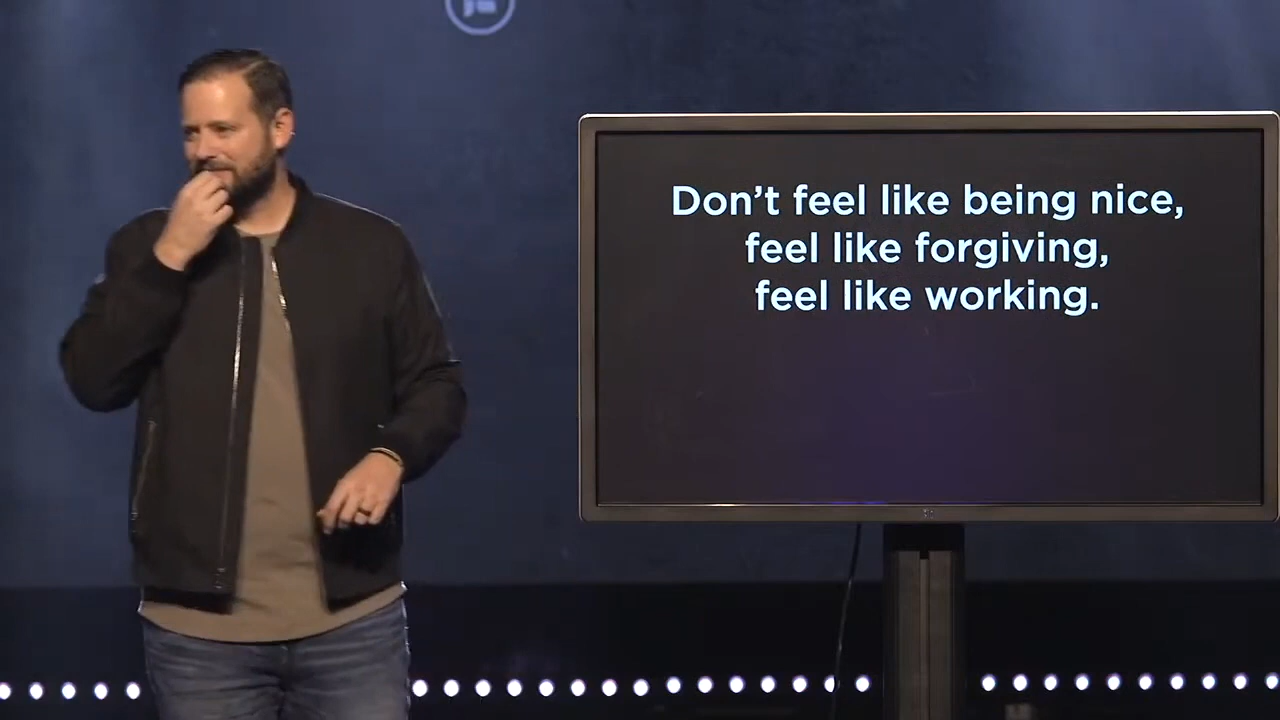 Don't feel like being nice,
feel like forgiving,
feel like working.